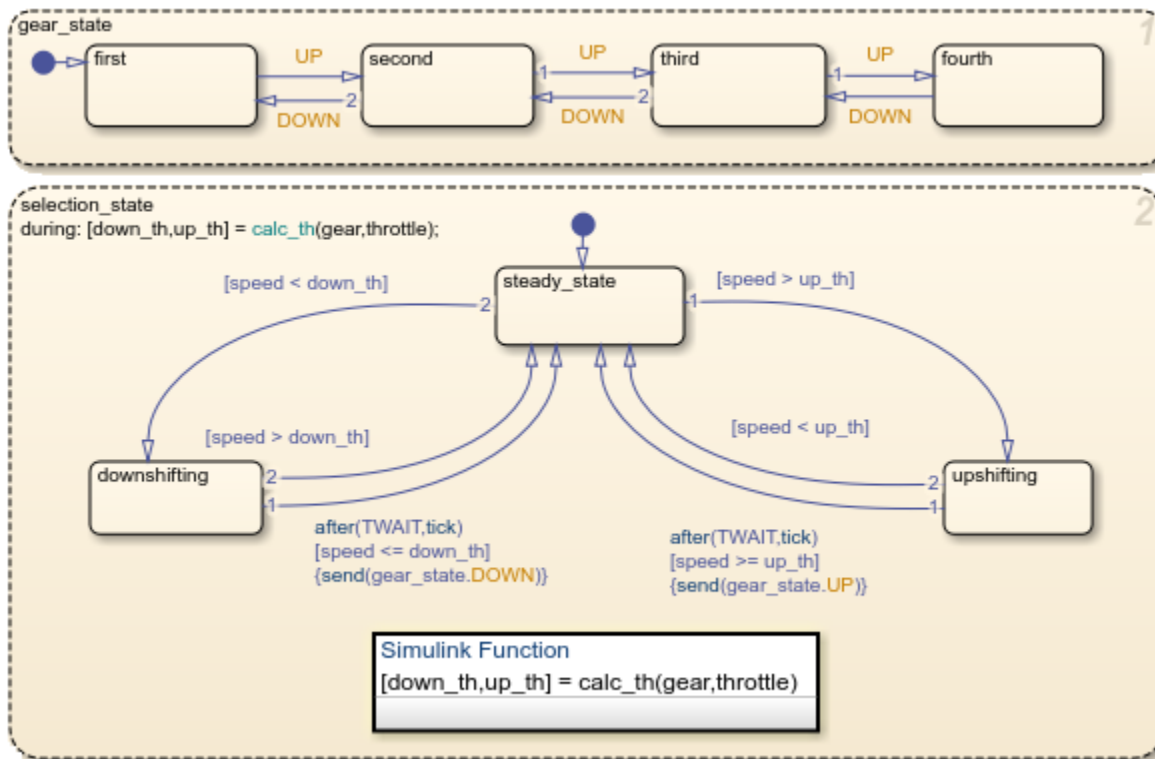 gear_state
1
first
UP
second
UP
third
UP
fourth
1
1
2
2
DOWN
DOWN
DOWN
selection_state
2
during: [down_th,up_th] = calc_th(gear,throttle);
[speed < down_th]
steady_state
[speed > up_th]
2
1
[speed > down_th]
[speed < up_th]
downshifting
2
1
2
1
upshifting
after(TWAIT,tick)
[speed <= down_th]
{send(gear_state.DOWN)}
after(TWAIT,tick)
[speed >= up_th]
{send(gear_state.UP)}
Simulink Function
[down_th,up_th] = calc_th(gear,throttle)